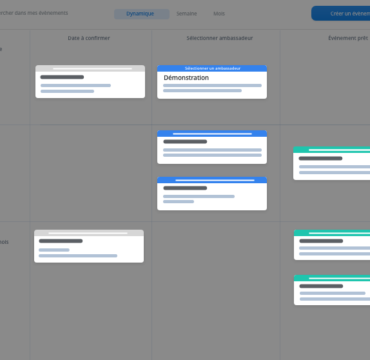 rcher dans mes événements
Dynamique
Semaine
Mois
Créer un événem
Date à confirmer
Sélectionner ambassadeur
Événement prêt
Sélectionner un ambassadeur
Démonstration